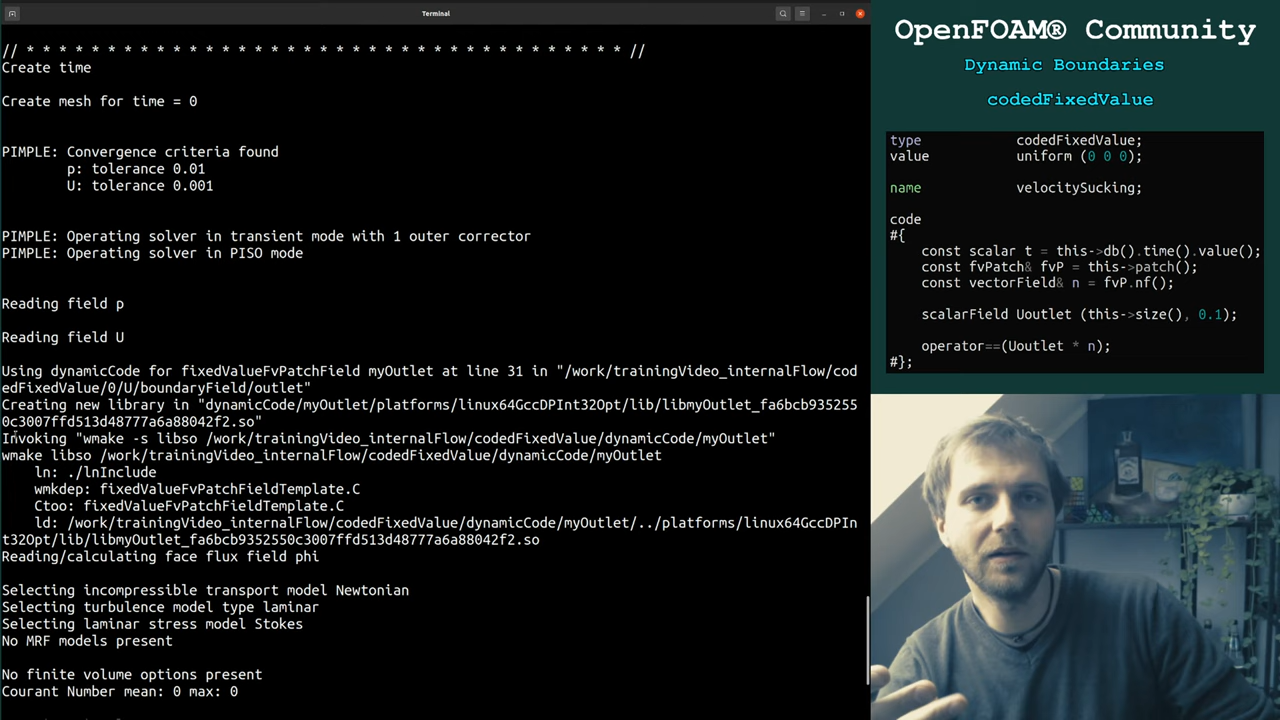 Terminal
// * * * * * * * * * * * * * * * * * * * * * * * * * * * * * * * * * * * * * //
Create time
Create mesh for time = 0
PIMPLE: Convergence criteria found
p: tolerance 0.01
U: tolerance 0.001
PIMPLE: Operating solver in transient mode with 1 outer corrector
PIMPLE: Operating solver in PISO mode
Reading field p
Reading field U
Using dynamicCode for fixedValueFvPatchField myOutlet at line 31 in "/work/trainingVideo_internalFlow/cod
edFixedValue/0/U/boundaryField/outlet"
Creating new library in "dynamicCode/myOutlet/platforms/linux64GccDPInt32Opt/lib/libmyOutlet_fa6bcb935255
0c3007ffd513d48777a6a88042f2.so"
Invoking "wmake -s libso /work/trainingVideo_internalFlow/codedFixedValue/dynamicCode/myOutlet"
wmake libso /work/trainingVideo_internalFlow/codedFixedValue/dynamicCode/myOutlet
ln: ./lnInclude
wmkdep: fixedValueFvPatchFieldTemplate.C
Ctoo: fixedValueFvPatchFieldTemplate.C
ld: /work/trainingVideo_internalFlow/codedFixedValue/dynamicCode/myOutlet/../platforms/linux64GccDPIn
t32Opt/lib/libmyOutlet_fa6bcb9352550c3007ffd513d48777a6a88042f2.so
Reading/calculating face flux field phi
Selecting incompressible transport model Newtonian
Selecting turbulence model type laminar
Selecting laminar stress model Stokes
No MRF models present
No finite volume options present
Courant Number mean: 0 max: 0
OpenFOAM® Community
Dynamic Boundaries
codedFixedValue
type codedFixedValue;
value uniform (0 0 0);
name velocitySucking;
code
#{
const scalar t = this->db().time().value();
const fvPatch& fvP = this->patch();
const vectorField& n = fvP.nf();
scalarField Uoutlet (this->size(), 0.1);
operator==(Uoutlet * n);
#};